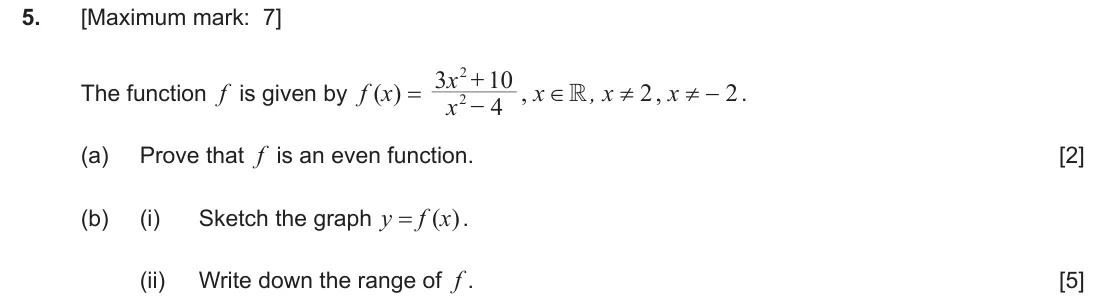 5. [Maximum mark: 7]
The function f is given by f(x) = (3x² + 10)/(x² − 4), x ∈ ℝ, x ≠ 2, x ≠ − 2.
(a) Prove that f is an even function. [2]
(b) (i) Sketch the graph y = f(x).
(ii) Write down the range of f. [5]